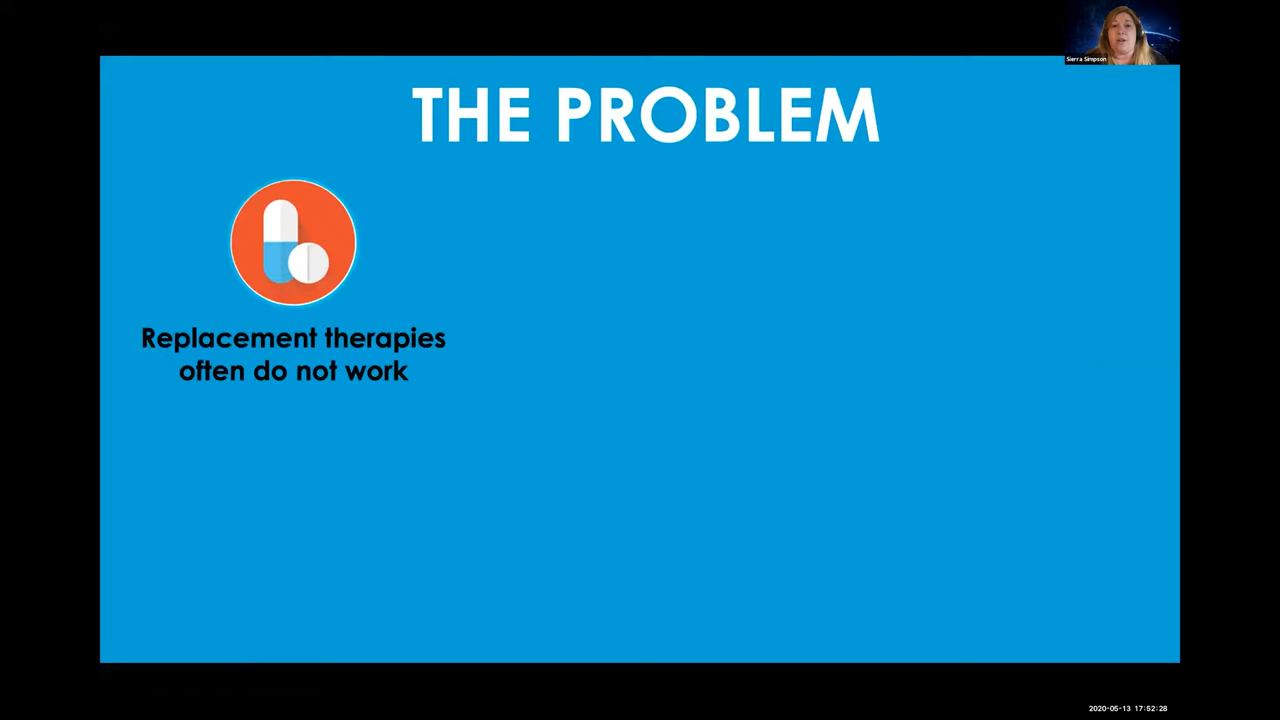 Sierra Simpson
THE PROBLEM
Replacement therapies
often do not work
2020-05-13 17:52:28